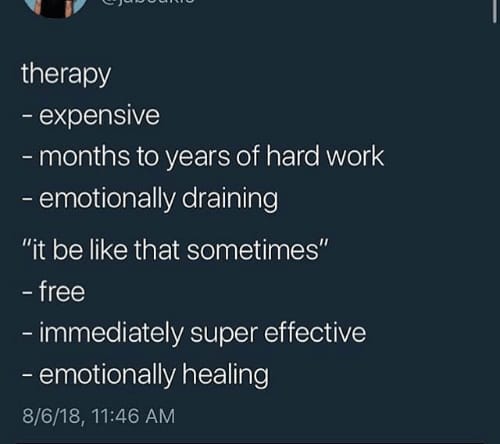 therapy
- expensive
- months to years of hard work
- emotionally draining
"it be like that sometimes"
- free
- immediately super effective
- emotionally healing
8/6/18, 11:46 AM